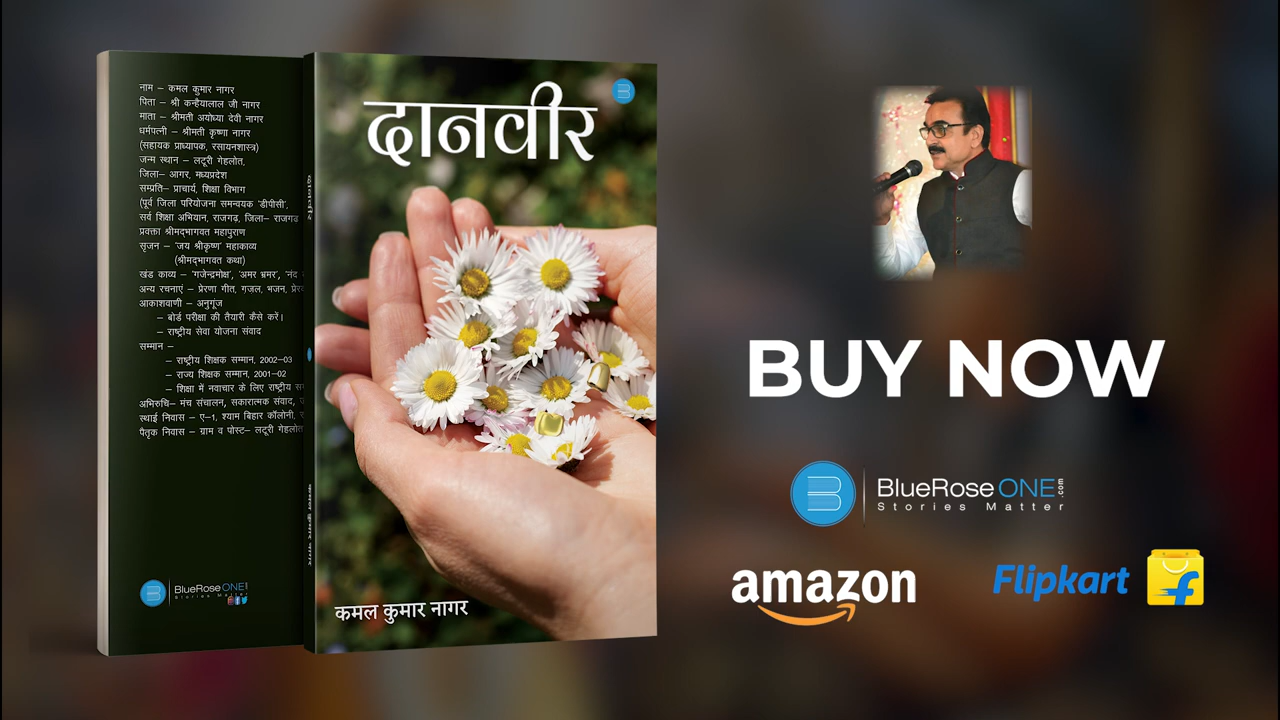 नाम – कमल कुमार नागर
पिता – श्री कन्हैयालाल जी नागर
माता – श्रीमती अयोध्या देवी नागर
धर्मपत्नी – श्रीमती कृष्णा नागर
(सहायक प्राध्यापक, रसायनशास्त्र)
जन्म स्थान – लटूरी गेहलोत,
जिला– आगर, मध्यप्रदेश
सम्प्रति– प्राचार्य, शिक्षा विभाग
(पूर्व जिला परियोजना समन्वयक 'डीपीसी',
सर्व शिक्षा अभियान, राजगढ़, जिला– राजगढ़
प्रवक्ता श्रीमद्भागवत महापुराण
सृजन – 'जय श्रीकृष्ण' महाकाव्य
(श्रीमद्भागवत कथा)
खंड काव्य – 'गजेन्द्रमोक्ष', 'अमर भ्रमर', 'नंद
अन्य रचनाएं – प्रेरणा गीत, गज़ल, भजन,
आकाशवाणी – अनुगूंज
– बोर्ड परीक्षा की तैयारी कैसे करें।
– राष्ट्रीय सेवा योजना संवाद
सम्मान –
– राष्ट्रीय शिक्षक सम्मान, 2002–03
– राज्य शिक्षक सम्मान, 2001–02
– शिक्षा में नवाचार के लिए राष्ट्रीय
अभिरुचि– मंच संचालन, सकारात्मक संवाद,
स्थाई निवास – ए–1, श्याम बिहार कॉलोनी,
पैतृक निवास – ग्राम व पोस्ट– लटूरी गेहलोत
BlueRose ONE
Stories Matter
दानवीर
कमल कुमार नागर
दानवीर
कमल कुमार नागर
BUY NOW
BlueRose ONE .com
Stories Matter
amazon
Flipkart